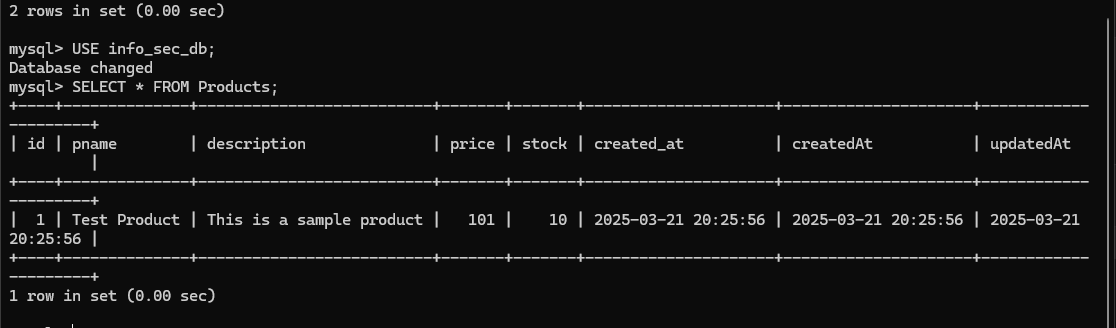 2 rows in set (0.00 sec)
mysql> USE info_sec_db;
Database changed
mysql> SELECT * FROM Products;
+----+--------------+--------------------------+-------+-------+---------------------+---------------------+------------
---------+
| id | pname        | description              | price | stock | created_at          | createdAt           | updatedAt
         |
+----+--------------+--------------------------+-------+-------+---------------------+---------------------+------------
---------+
|  1 | Test Product | This is a sample product |   101 |    10 | 2025-03-21 20:25:56 | 2025-03-21 20:25:56 | 2025-03-21
20:25:56 |
+----+--------------+--------------------------+-------+-------+---------------------+---------------------+------------
---------+
1 row in set (0.00 sec)